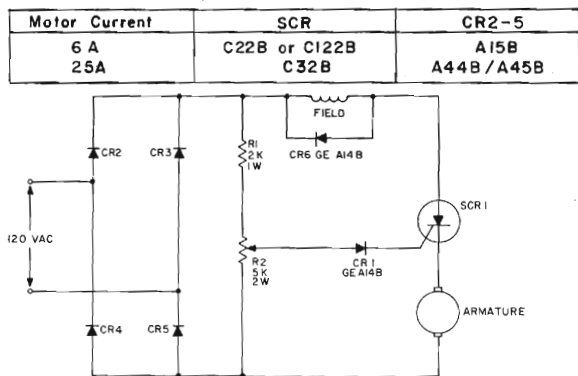 Motor Current SCR CR2-5
6 A C22B or C122B A15B
25A C32B A44B/A45B
FIELD
CR2
CR3
R1
2K
1W
CR6 GE A14B
SCR1
120 VAC
R2
5K
2W
CR1
GE A14B
ARMATURE
CR4
CR5